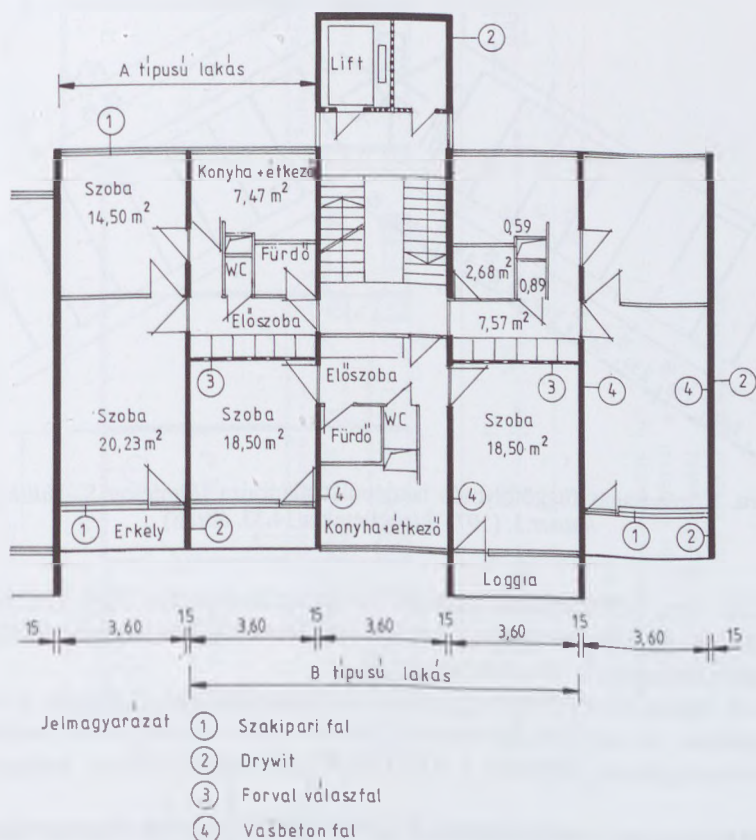 Lift
2
A típusú lakás
1
Szoba
14,50 m²
Konyha+étkező
7,47 m²
Fürdő
WC
Előszoba
0,59
2,68 m²
0,89
7,57 m²
3
Szoba
20,23 m²
Szoba
18,50 m²
Előszoba
Fürdő
WC
Szoba
18,50 m²
3
4
4
2
1
Erkély
2
4
Konyha+étkező
4
Loggia
1
2
15 3,60 15 3,60 15 3,60 15 3,60 15 3,60 15
B típusú lakás
Jelmagyarázat
1 Szakipari fal
2 Drywit
3 Forval válaszfal
4 Vasbeton fal